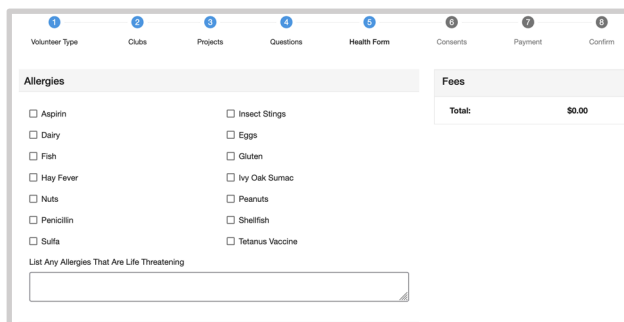 1 2 3 4 5 6 7 8
Volunteer Type Clubs Projects Questions Health Form Consents Payment Confirm
Allergies
Fees
Aspirin Insect Stings
Total: $0.00
Dairy Eggs
Fish Gluten
Hay Fever Ivy Oak Sumac
Nuts Peanuts
Penicillin Shellfish
Sulfa Tetanus Vaccine
List Any Allergies That Are Life Threatening